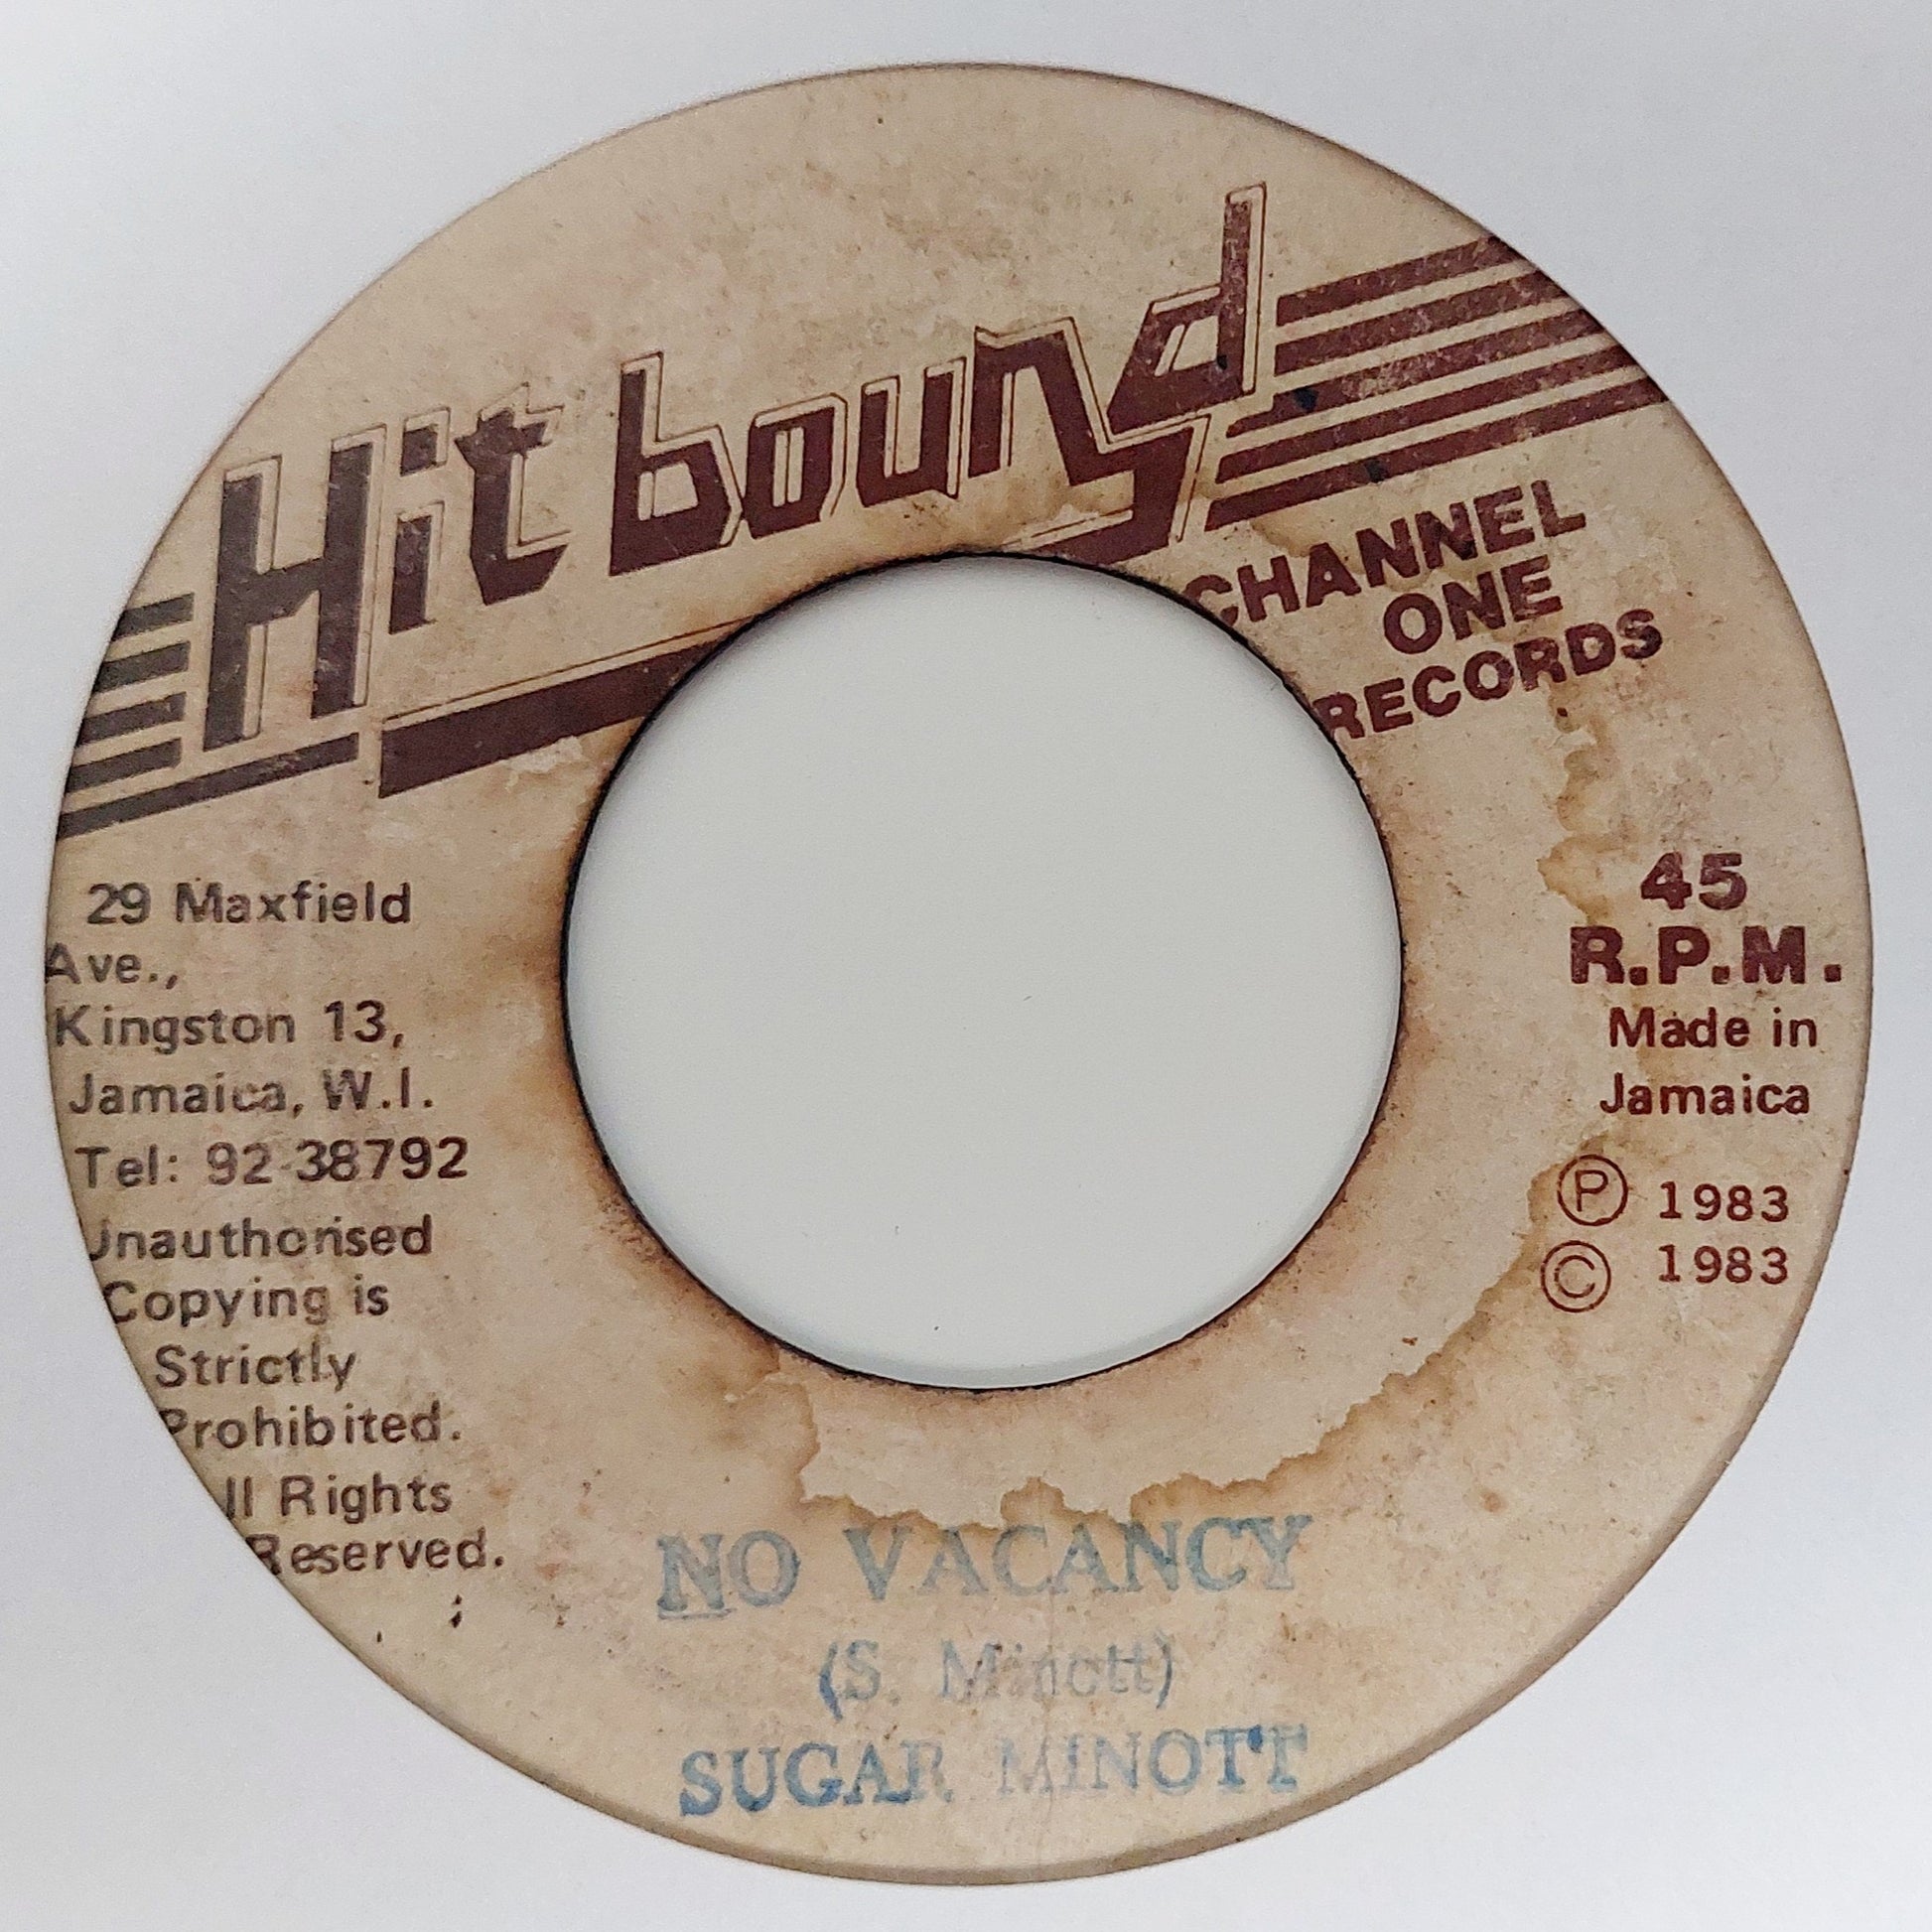 Hit bound
CHANNEL
ONE
RECORDS
29 Maxfield
Ave.,
Kingston 13,
Jamaica, W.I.
Tel: 92-38792
Unauthorised
Copying is
Strictly
Prohibited.
ll Rights
Reserved.
45
R.P.M.
Made in
Jamaica
Ⓟ 1983
© 1983
NO VACANCY
(S. Minott)
SUGAR MINOTT